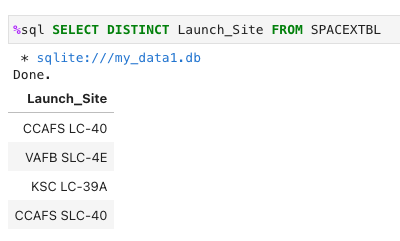 %sql SELECT DISTINCT Launch_Site FROM SPACEXTBL
* sqlite:///my_data1.db
Done.
Launch_Site
CCAFS LC-40
VAFB SLC-4E
KSC LC-39A
CCAFS SLC-40